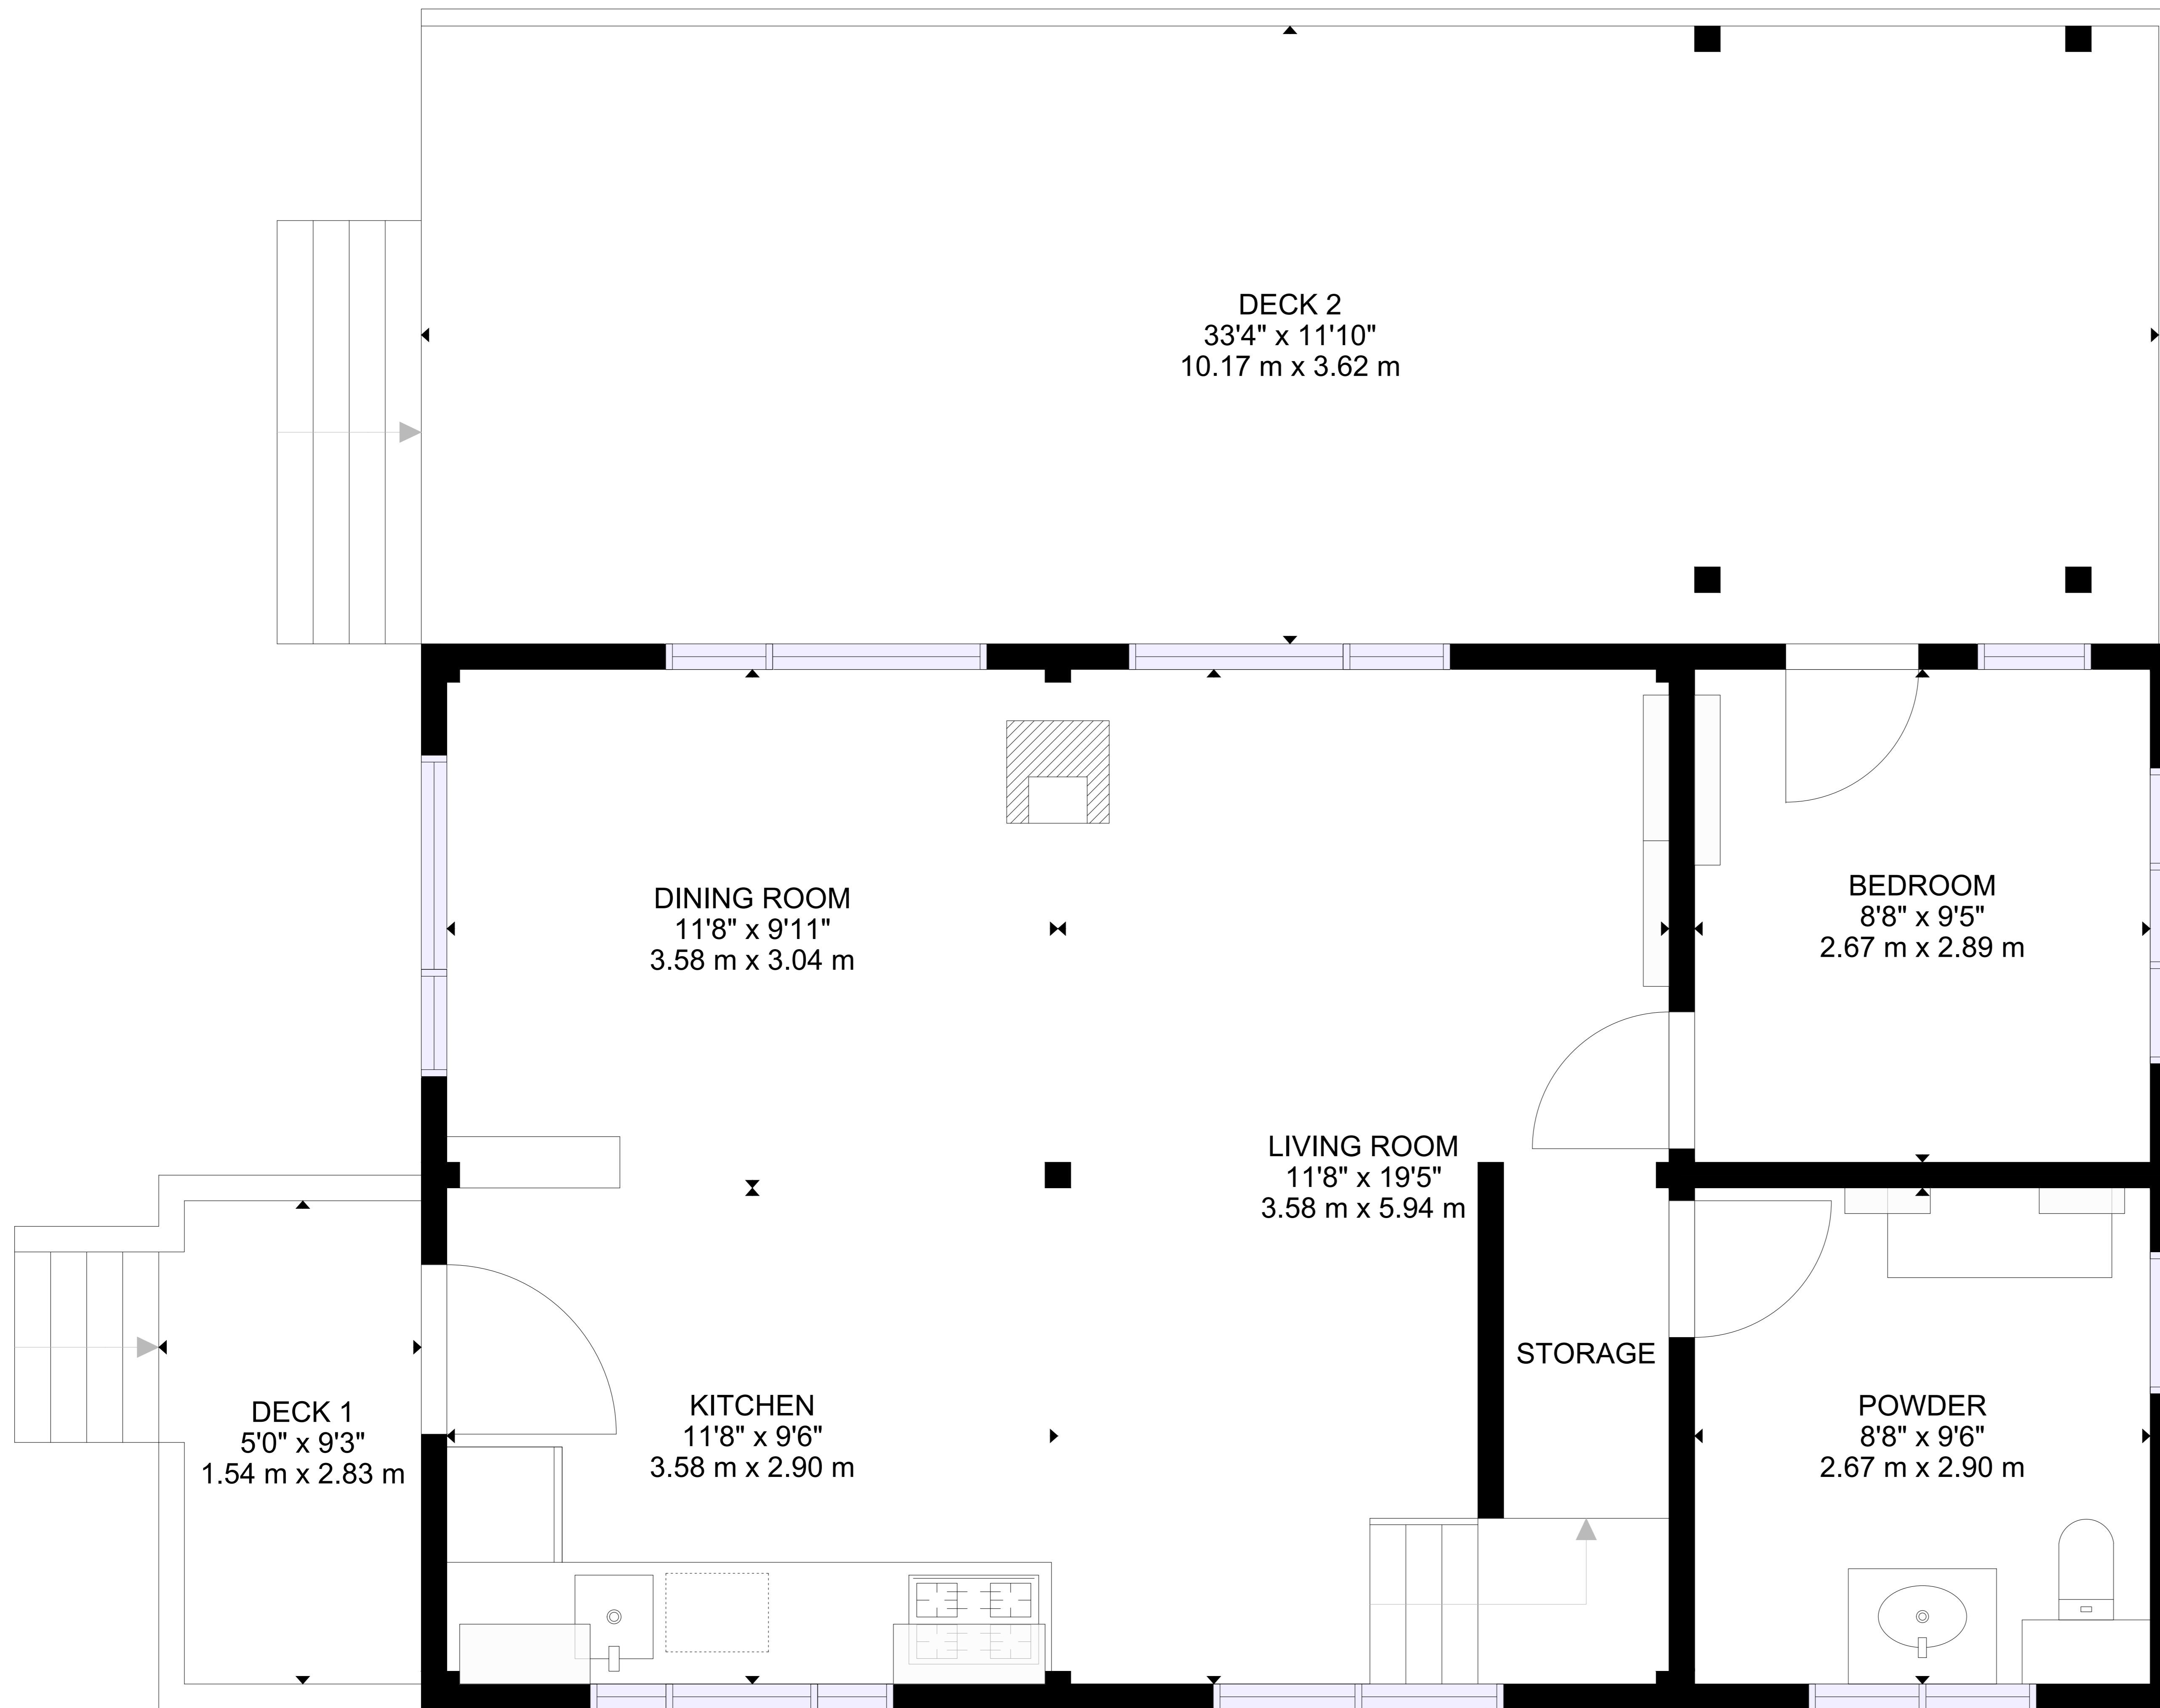 DECK 2
33'4" x 11'10"
10.17 m x 3.62 m
DINING ROOM
11'8" x 9'11"
3.58 m x 3.04 m
BEDROOM
8'8" x 9'5"
2.67 m x 2.89 m
LIVING ROOM
11'8" x 19'5"
3.58 m x 5.94 m
STORAGE
DECK 1
5'0" x 9'3"
1.54 m x 2.83 m
KITCHEN
11'8" x 9'6"
3.58 m x 2.90 m
POWDER
8'8" x 9'6"
2.67 m x 2.90 m